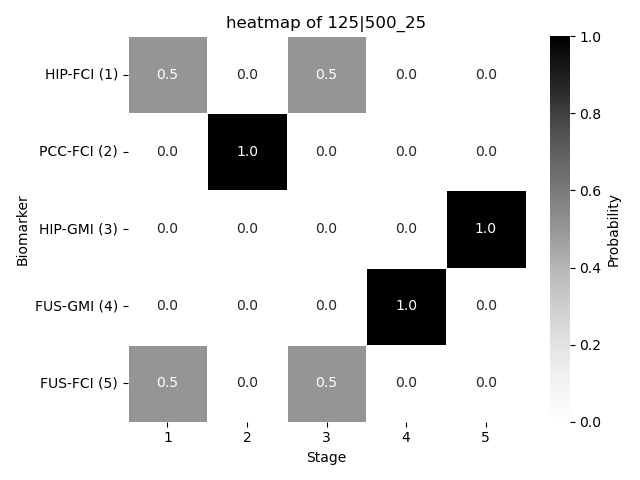 heatmap of 125|500_25
HIP-FCI (1) 0.5 0.0 0.5 0.0 0.0
PCC-FCI (2) 0.0 1.0 0.0 0.0 0.0
HIP-GMI (3) 0.0 0.0 0.0 0.0 1.0
FUS-GMI (4) 0.0 0.0 0.0 1.0 0.0
FUS-FCI (5) 0.5 0.0 0.5 0.0 0.0
1 2 3 4 5
Stage
Biomarker
1.0
0.8
0.6
0.4
0.2
0.0
Probability